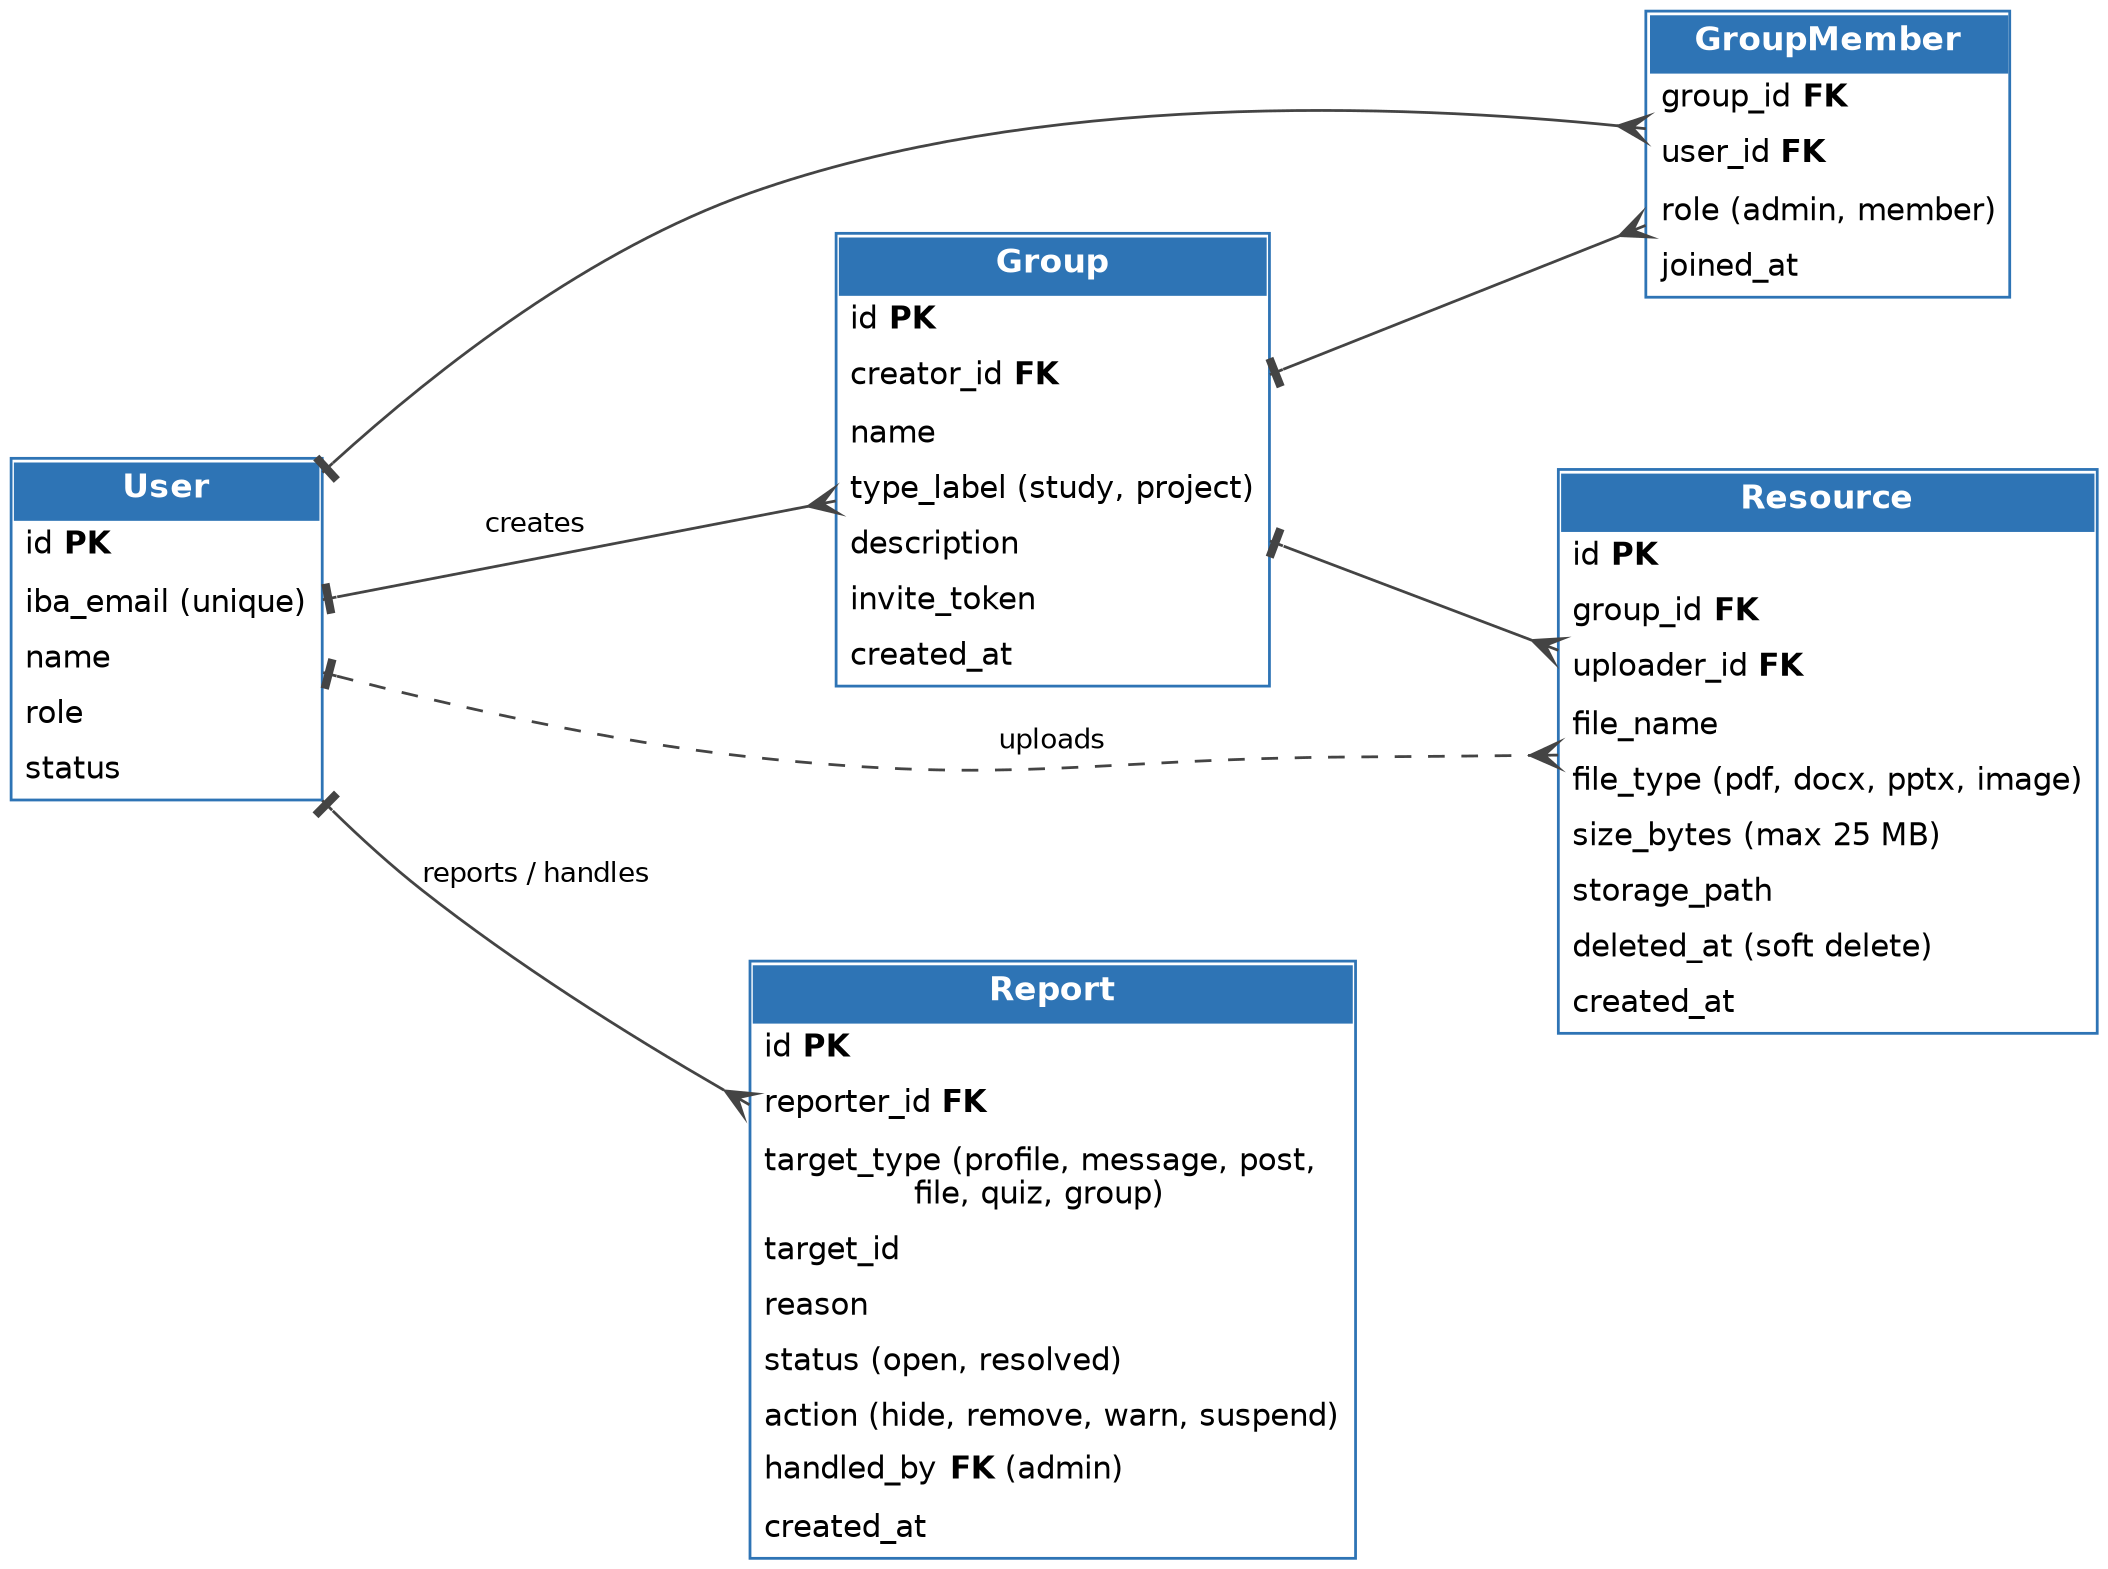 GroupMember
group_id FK
user_id FK
role (admin, member)
joined_at
Group
id PK
creator_id FK
name
type_label (study, project)
description
invite_token
created_at
User
id PK
iba_email (unique)
name
role
status
creates
uploads
reports / handles
Resource
id PK
group_id FK
uploader_id FK
file_name
file_type (pdf, docx, pptx, image)
size_bytes (max 25 MB)
storage_path
deleted_at (soft delete)
created_at
Report
id PK
reporter_id FK
target_type (profile, message, post,
file, quiz, group)
target_id
reason
status (open, resolved)
action (hide, remove, warn, suspend)
handled_by FK (admin)
created_at